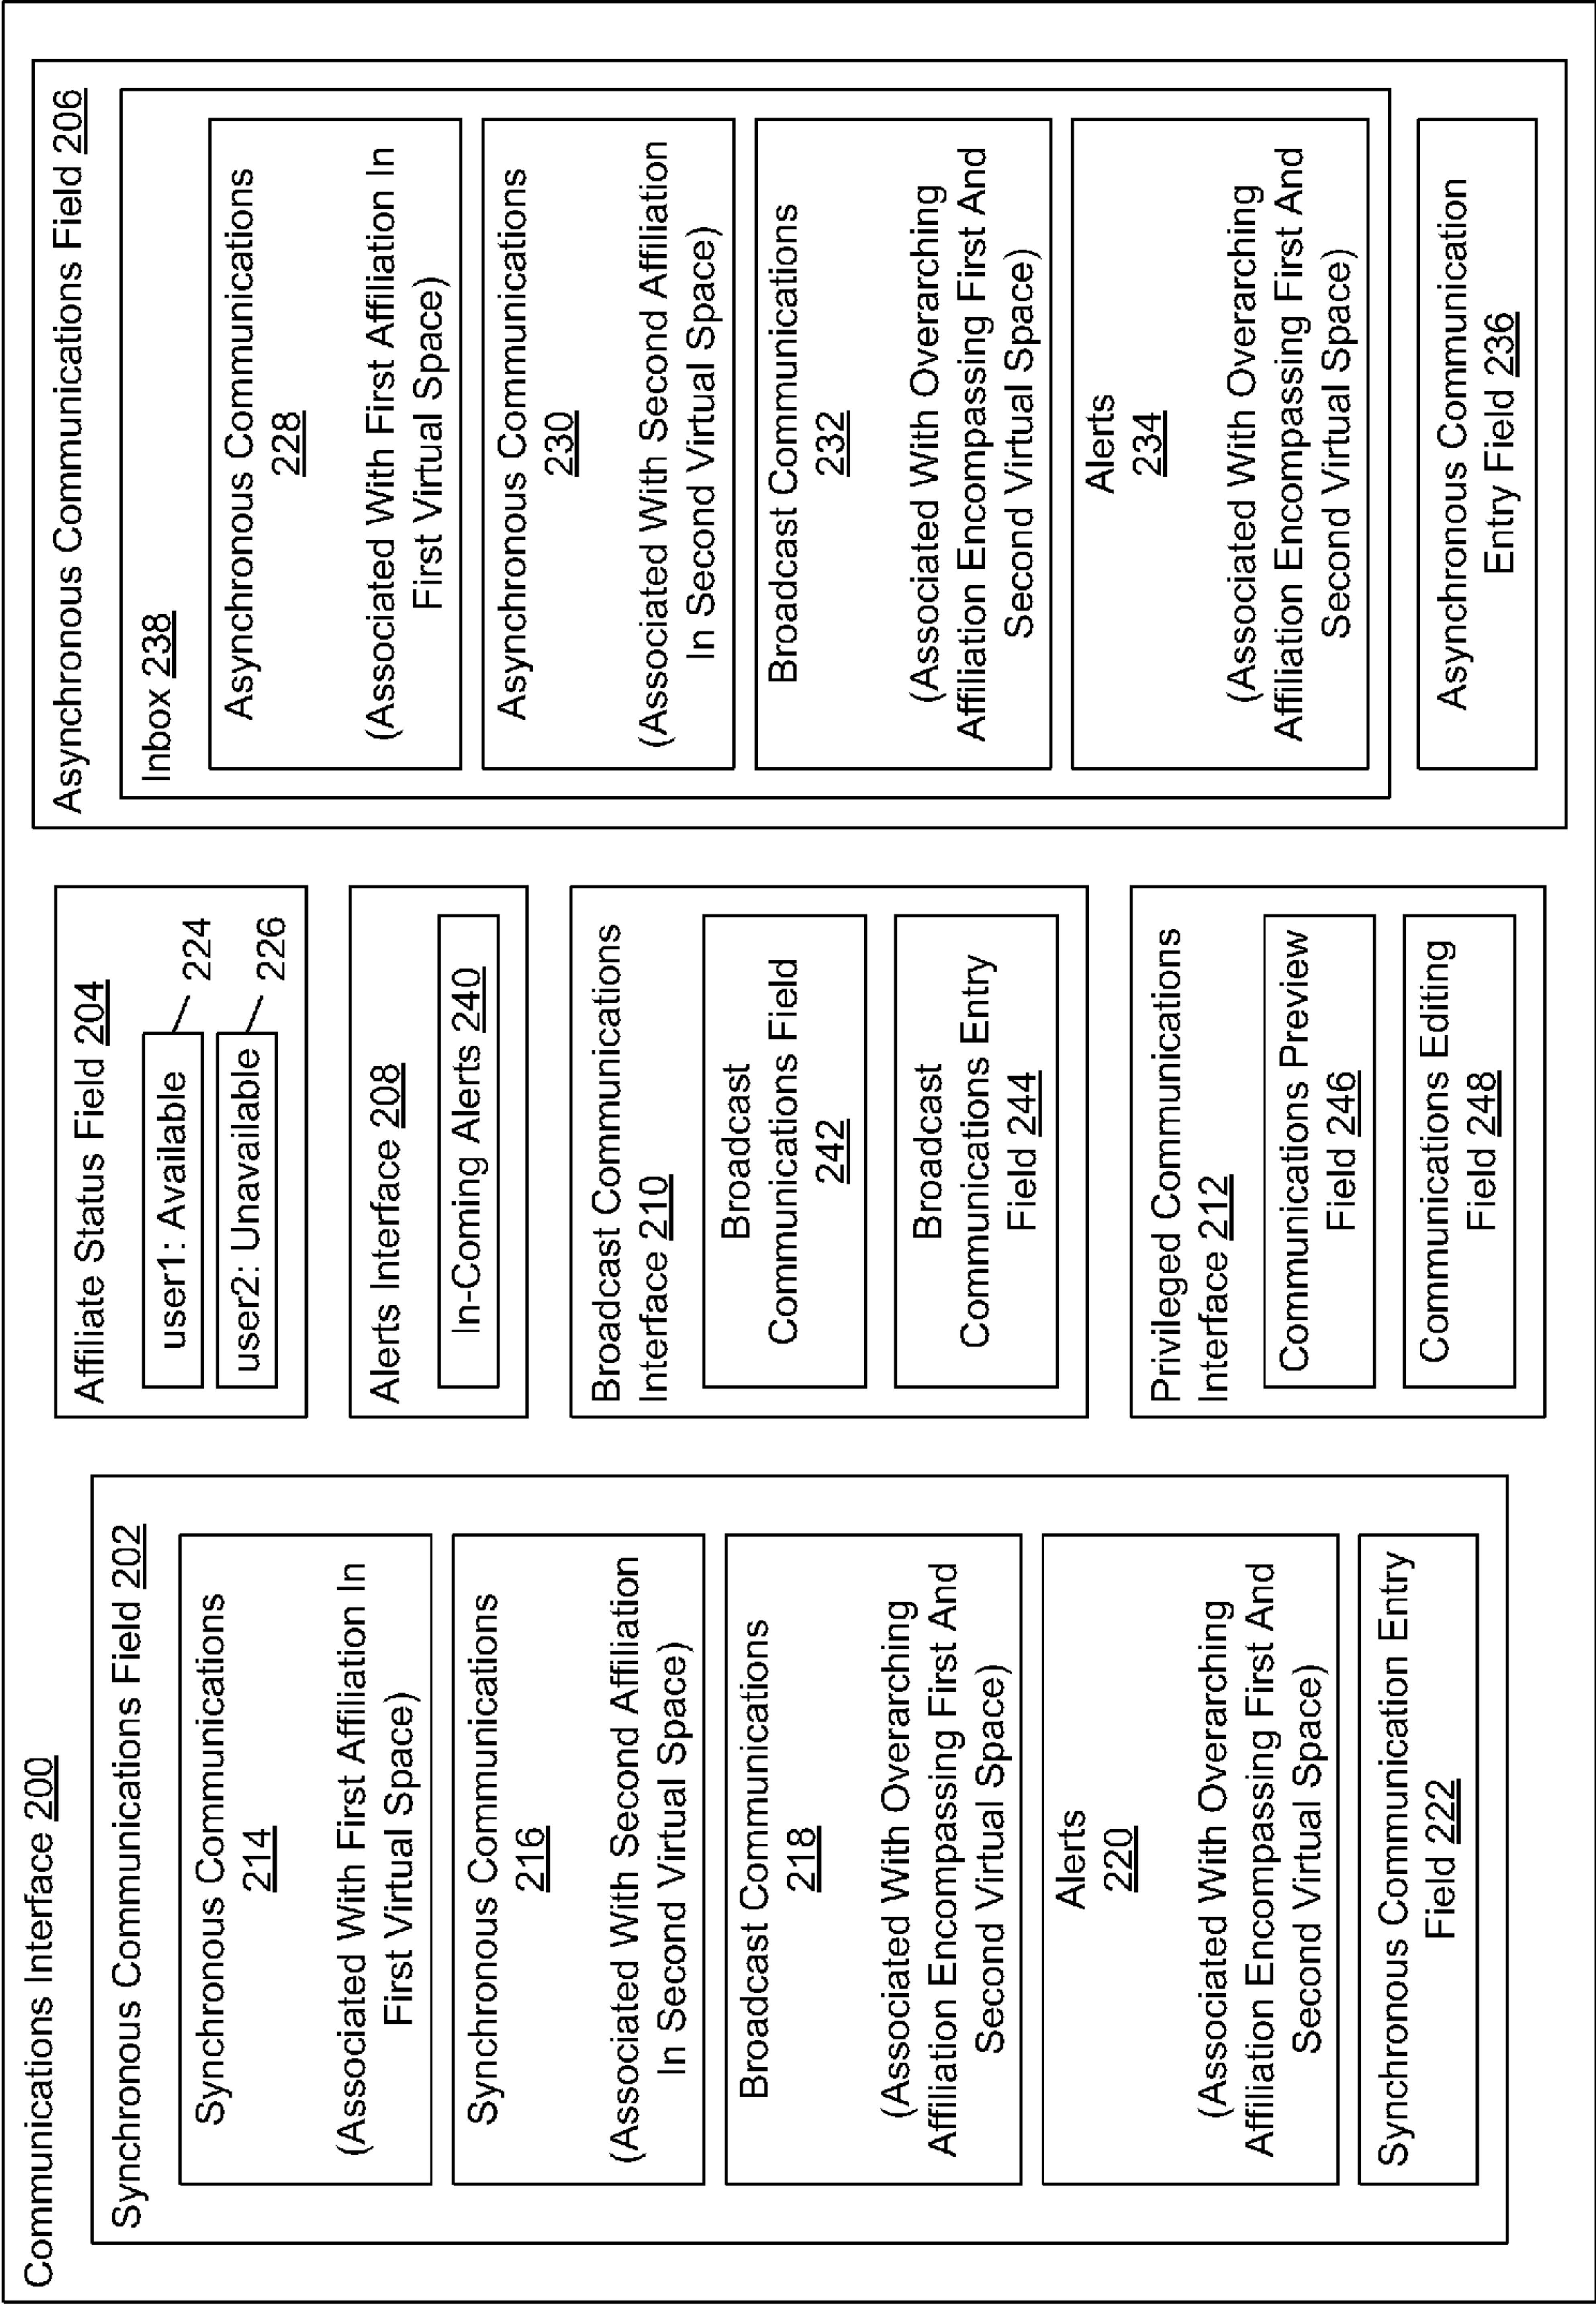 Communications Interface 200
Synchronous Communications Field 202
Synchronous Communications
214
(Associated With First Affiliation In
First Virtual Space)
Synchronous Communications
216
(Associated With Second Affiliation
In Second Virtual Space)
Broadcast Communications
218
(Associated With Overarching
Affiliation Encompassing First And
Second Virtual Space)
Alerts
220
(Associated With Overarching
Affiliation Encompassing First And
Second Virtual Space)
Synchronous Communication Entry
Field 222
Affiliate Status Field 204
user1: Available
224
user2: Unavailable
226
Alerts Interface 208
In-Coming Alerts 240
Broadcast Communications
Interface 210
Broadcast
Communications Field
242
Broadcast
Communications Entry
Field 244
Privileged Communications
Interface 212
Communications Preview
Field 246
Communications Editing
Field 248
Asynchronous Communications Field 206
Inbox 238
Asynchronous Communications
228
(Associated With First Affiliation In
First Virtual Space)
Asynchronous Communications
230
(Associated With Second Affiliation
In Second Virtual Space)
Broadcast Communications
232
(Associated With Overarching
Affiliation Encompassing First And
Second Virtual Space)
Alerts
234
(Associated With Overarching
Affiliation Encompassing First And
Second Virtual Space)
Asynchronous Communication
Entry Field 236